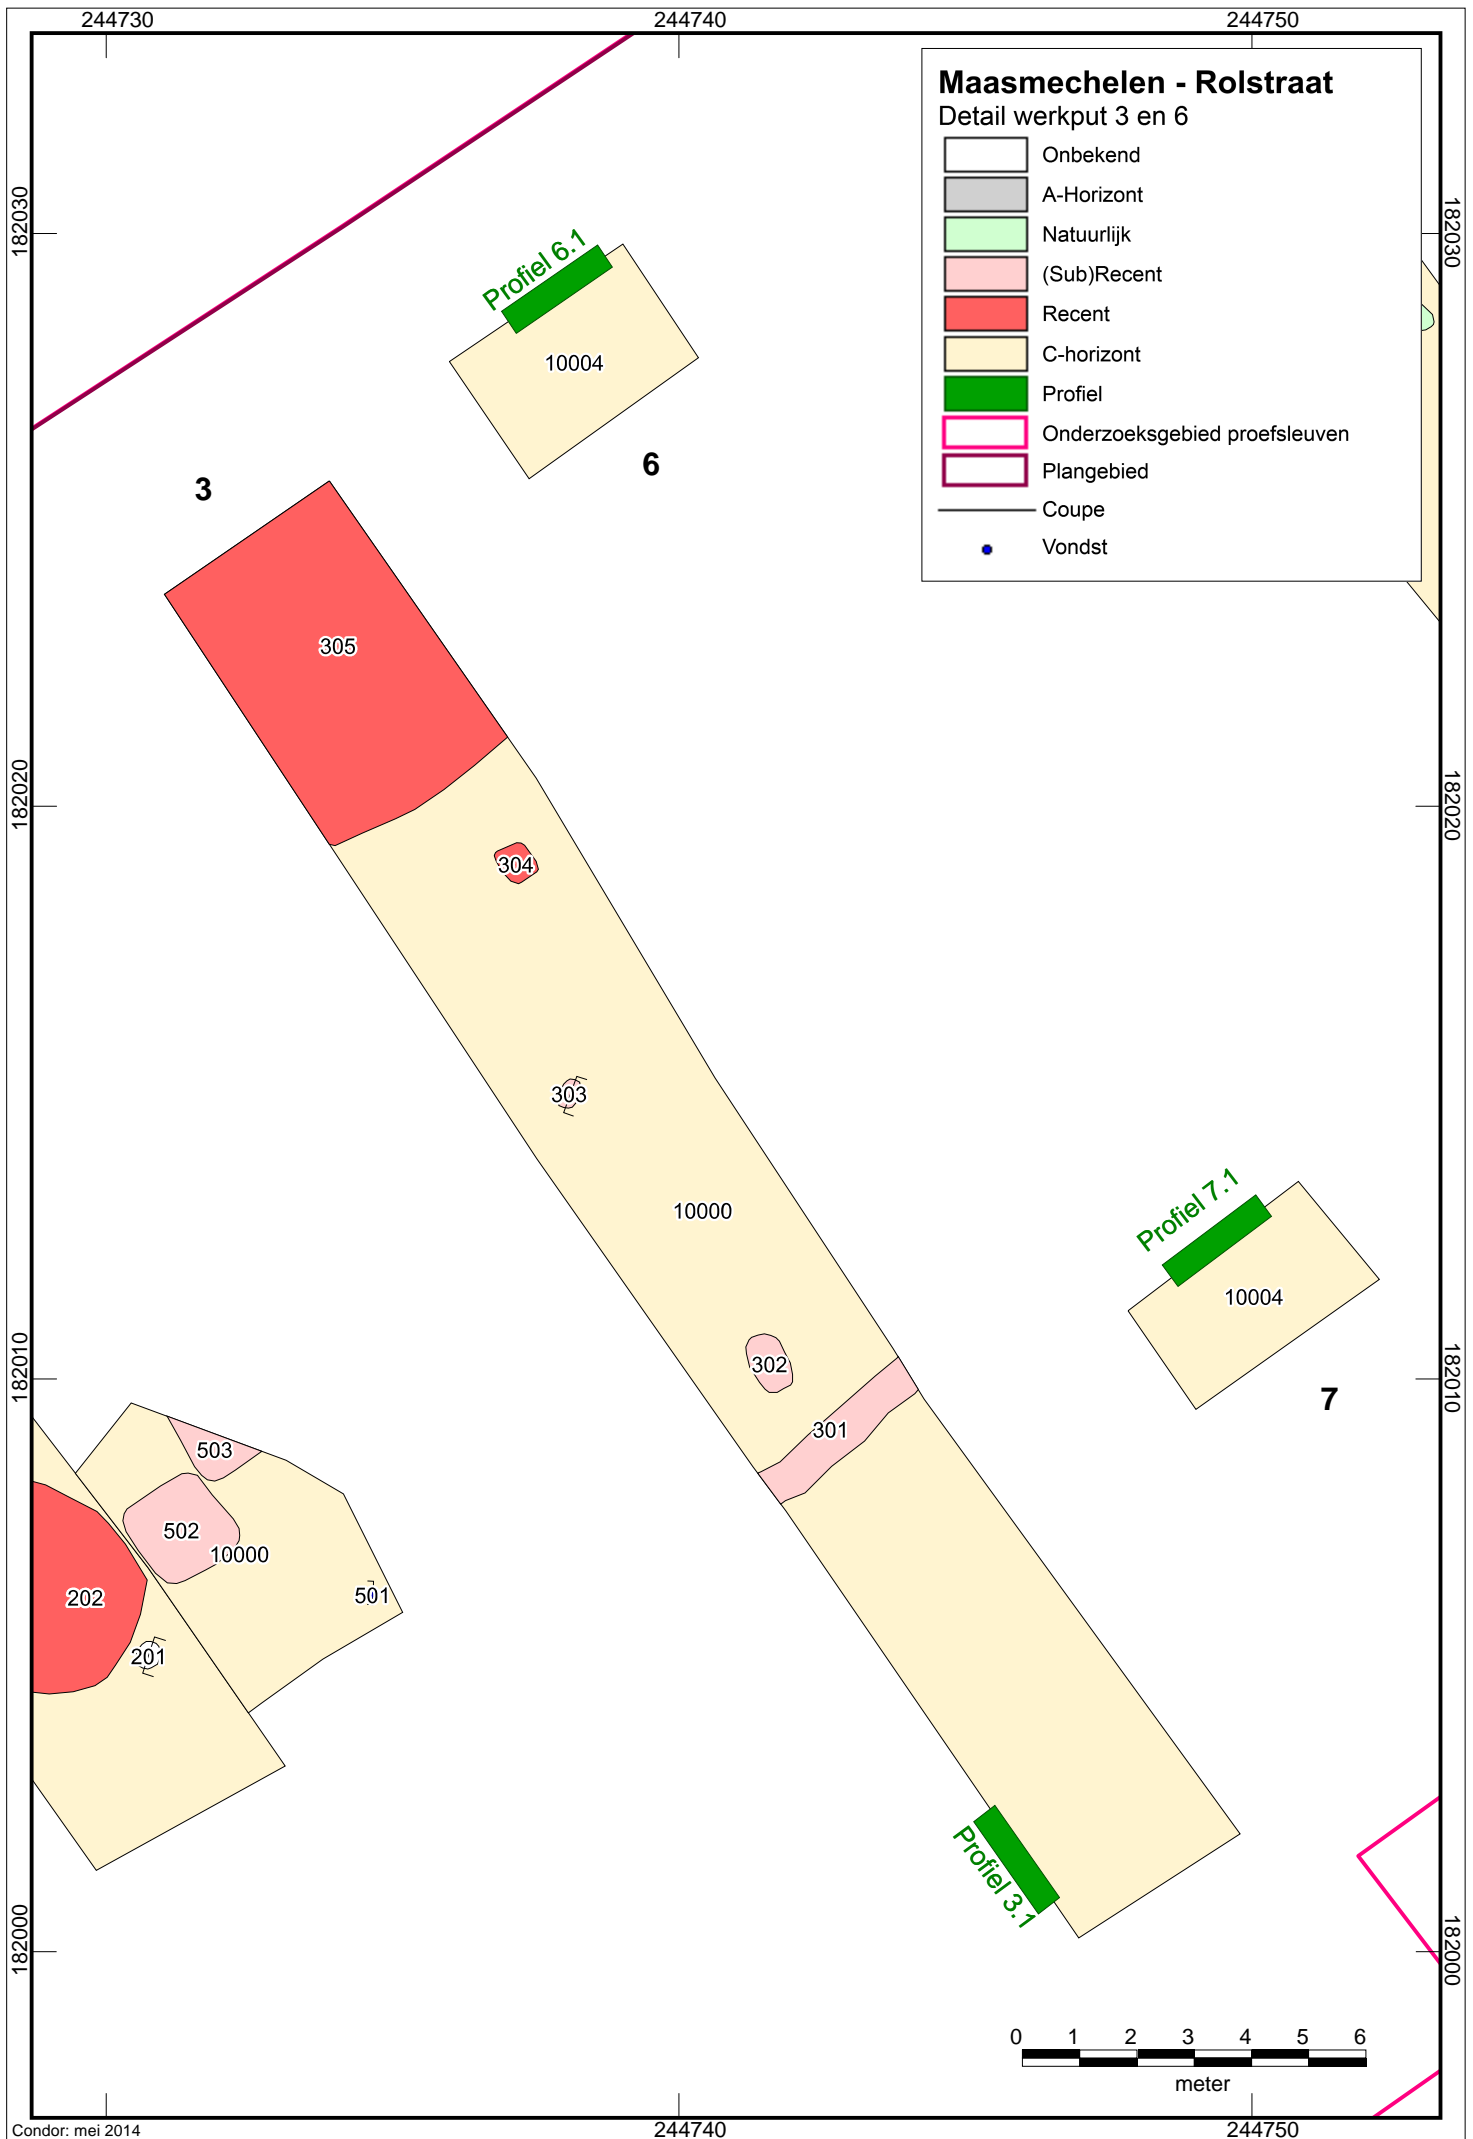 244730
244740
244750
Maasmechelen - Rolstraat
Detail werkput 3 en 6
Onbekend
A-Horizont
Natuurlijk
(Sub)Recent
Recent
C-horizont
Profiel
Onderzoeksgebied proefsleuven
Plangebied
Coupe
Vondst
182030
182030
Profiel 6.1
10004
6
3
305
182020
182020
304
303
10000
Profiel 7.1
10004
7
302
301
182010
182010
503
502
10000
501
202
201
Profiel 3.1
182000
182000
0 1 2 3 4 5 6
meter
244740
244750
Condor: mei 2014